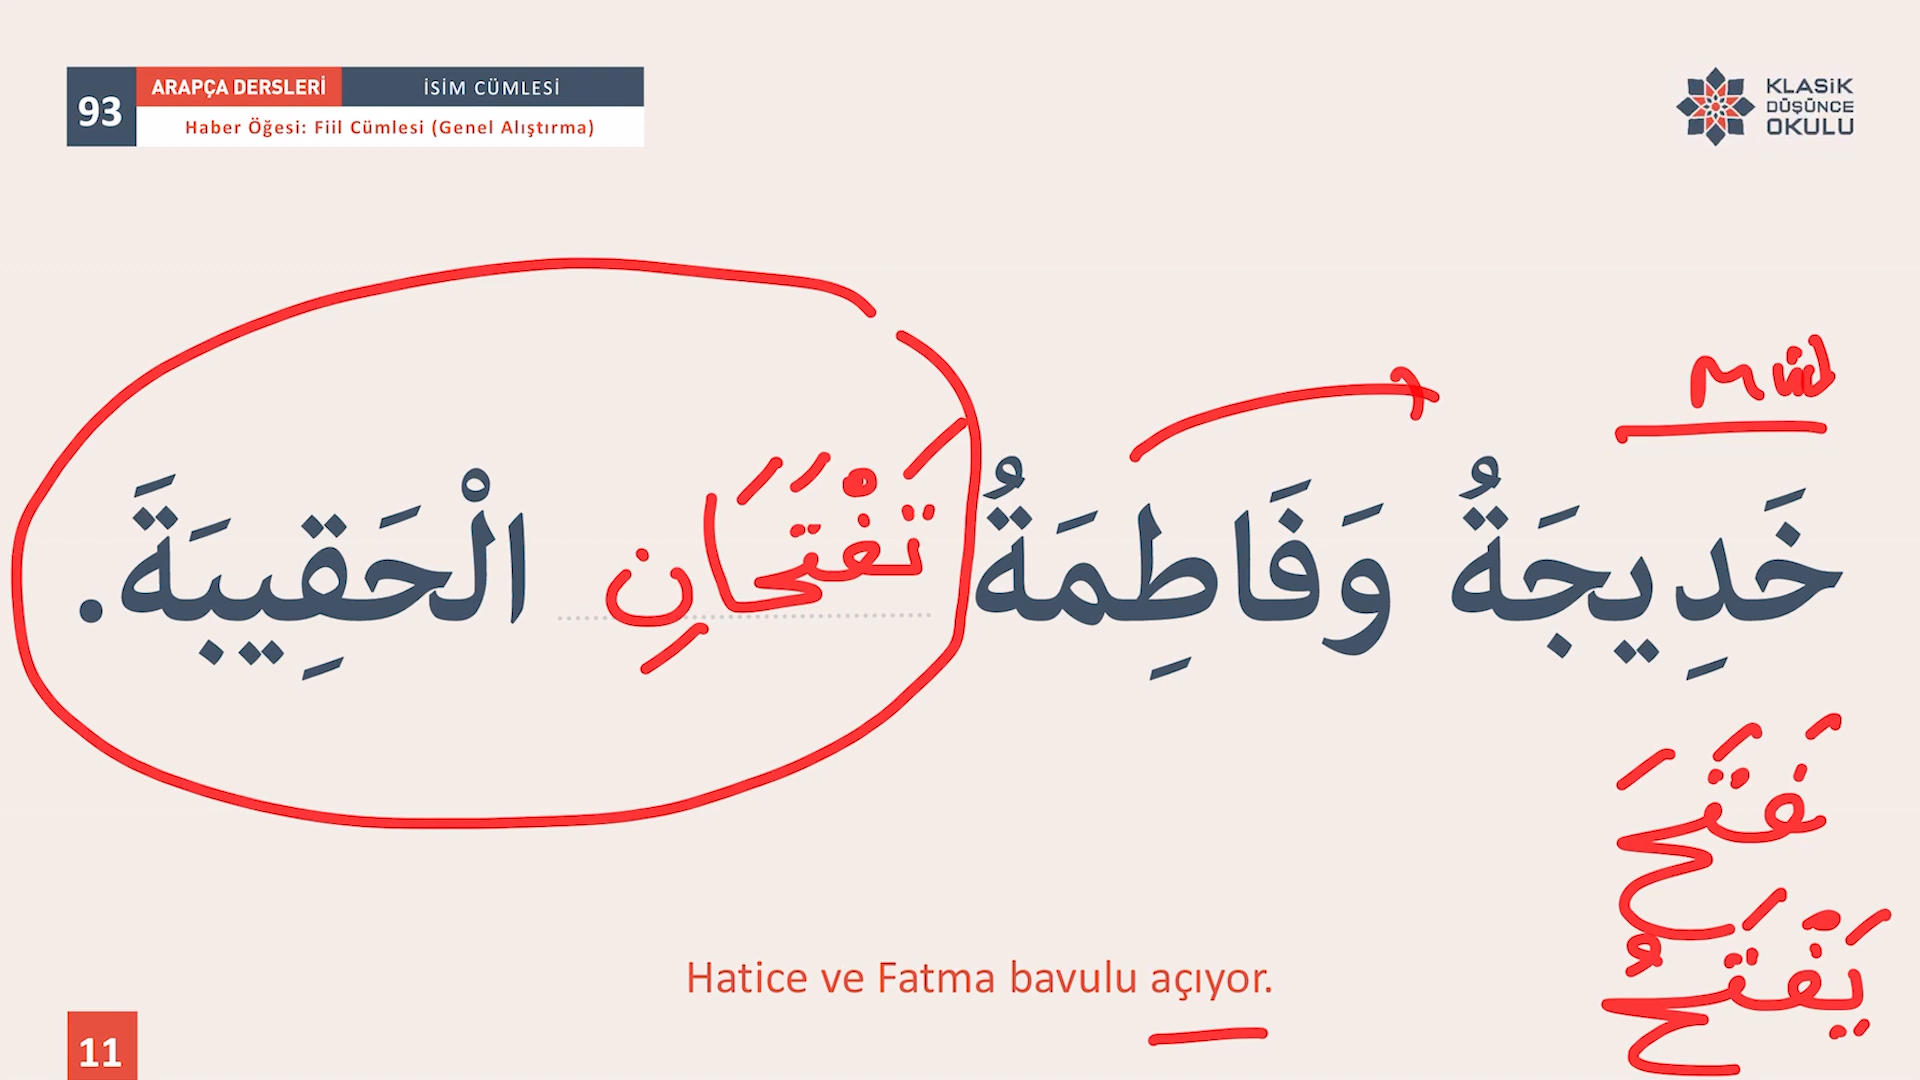 93
ARAPÇA DERSLERİ
İSİM CÜMLESİ
Haber Öğesi: Fiil Cümlesi (Genel Alıştırma)
KLASİK
DÜŞÜNCE
OKULU
Müb
خَدِيجَةُ وَفَاطِمَةُ تَفْتَحَانِ الْحَقِيبَةَ.
فَتَحَ
يَفْتَحُ
Hatice ve Fatma bavulu açıyor.
11